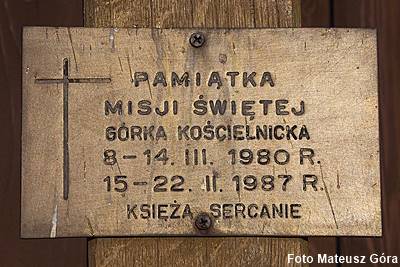 PAMIĄTKA
MISJI ŚWIĘTEJ
GÓRKA KOŚCIELNICKA
8-14. III. 1980 R.
15-22. II. 1987 R.
KSIĘŻA SERCANIE
Foto Mateusz Góra